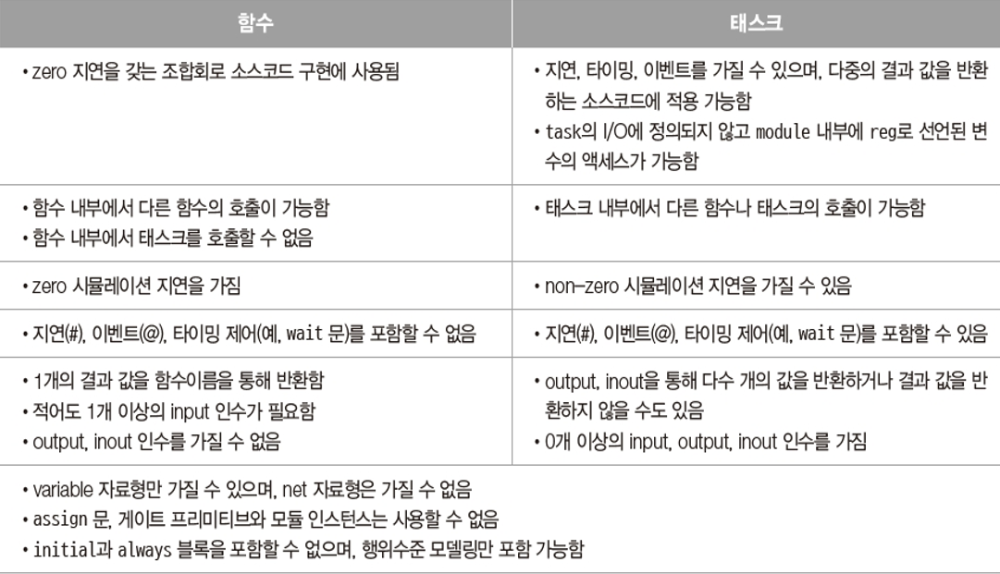 함수
태스크
• zero 지연을 갖는 조합회로 소스코드 구현에 사용됨
• 지연, 타이밍, 이벤트를 가질 수 있으며, 다중의 결과 값을 반환
하는 소스코드에 적용 가능함
• task의 I/O에 정의되지 않고 module 내부에 reg로 선언된 변
수의 액세스가 가능함
• 함수 내부에서 다른 함수의 호출이 가능함
• 함수 내부에서 태스크를 호출할 수 없음
• 태스크 내부에서 다른 함수나 태스크의 호출이 가능함
• zero 시뮬레이션 지연을 가짐
• non-zero 시뮬레이션 지연을 가질 수 있음
• 지연(#), 이벤트(@), 타이밍 제어(예, wait 문)를 포함할 수 없음
• 지연(#), 이벤트(@), 타이밍 제어(예, wait 문)를 포함할 수 있음
• 1개의 결과 값을 함수이름을 통해 반환함
• 적어도 1개 이상의 input 인수가 필요함
• output, inout 인수를 가질 수 없음
• output, inout을 통해 다수 개의 값을 반환하거나 결과 값을 반
환하지 않을 수도 있음
• 0개 이상의 input, output, inout 인수를 가짐
• variable 자료형만 가질 수 있으며, net 자료형은 가질 수 없음
• assign 문, 게이트 프리미티브와 모듈 인스턴스는 사용할 수 없음
• initial과 always 블록을 포함할 수 없으며, 행위수준 모델링만 포함 가능함